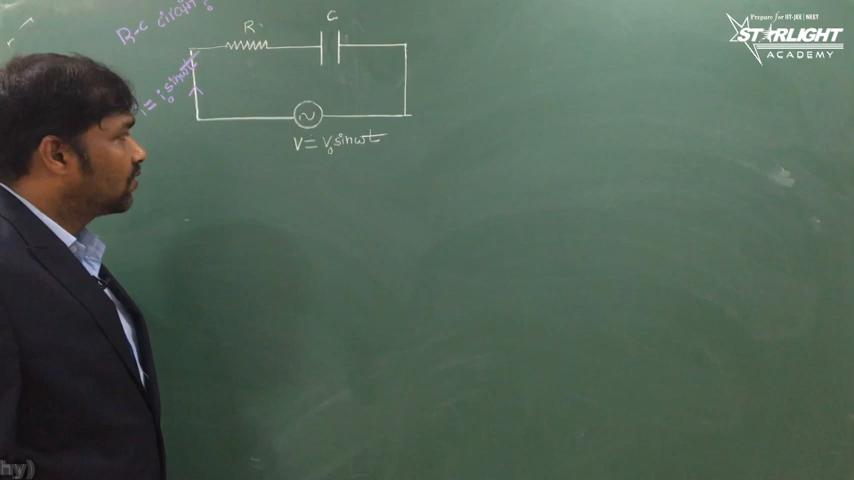 R-C circuit
R
C
i = i₀ sinωt
V = V₀ sinωt
Prepare for IIT-JEE | NEET
STARLIGHT
ACADEMY
hy)